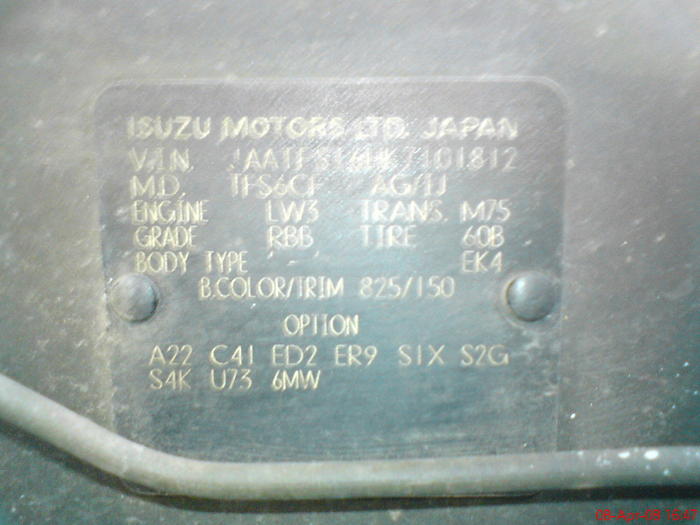 ISUZU MOTORS LTD. JAPAN
V.I.N.
M.D. TFS6CF AG/IJ
ENGINE LW3 TRANS. M75
GRADE RBB TIRE 60B
BODY TYPE ' - ' EK4
B.COLOR/TRIM 825/150
OPTION
A22 C41 ED2 ER9 SIX S2G
S4K U73 6MW